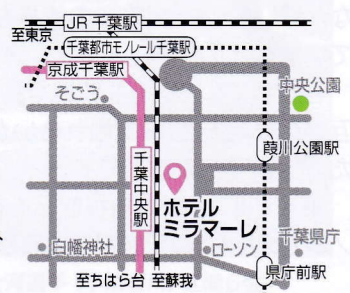 JR千葉駅
至東京
千葉都市モノレール千葉駅
京成千葉駅
そごう
中央公園
葭川公園駅
千葉中央駅
ホテル
ミラマーレ
白幡神社
ローソン
千葉県庁
県庁前駅
至ちはら台
至蘇我